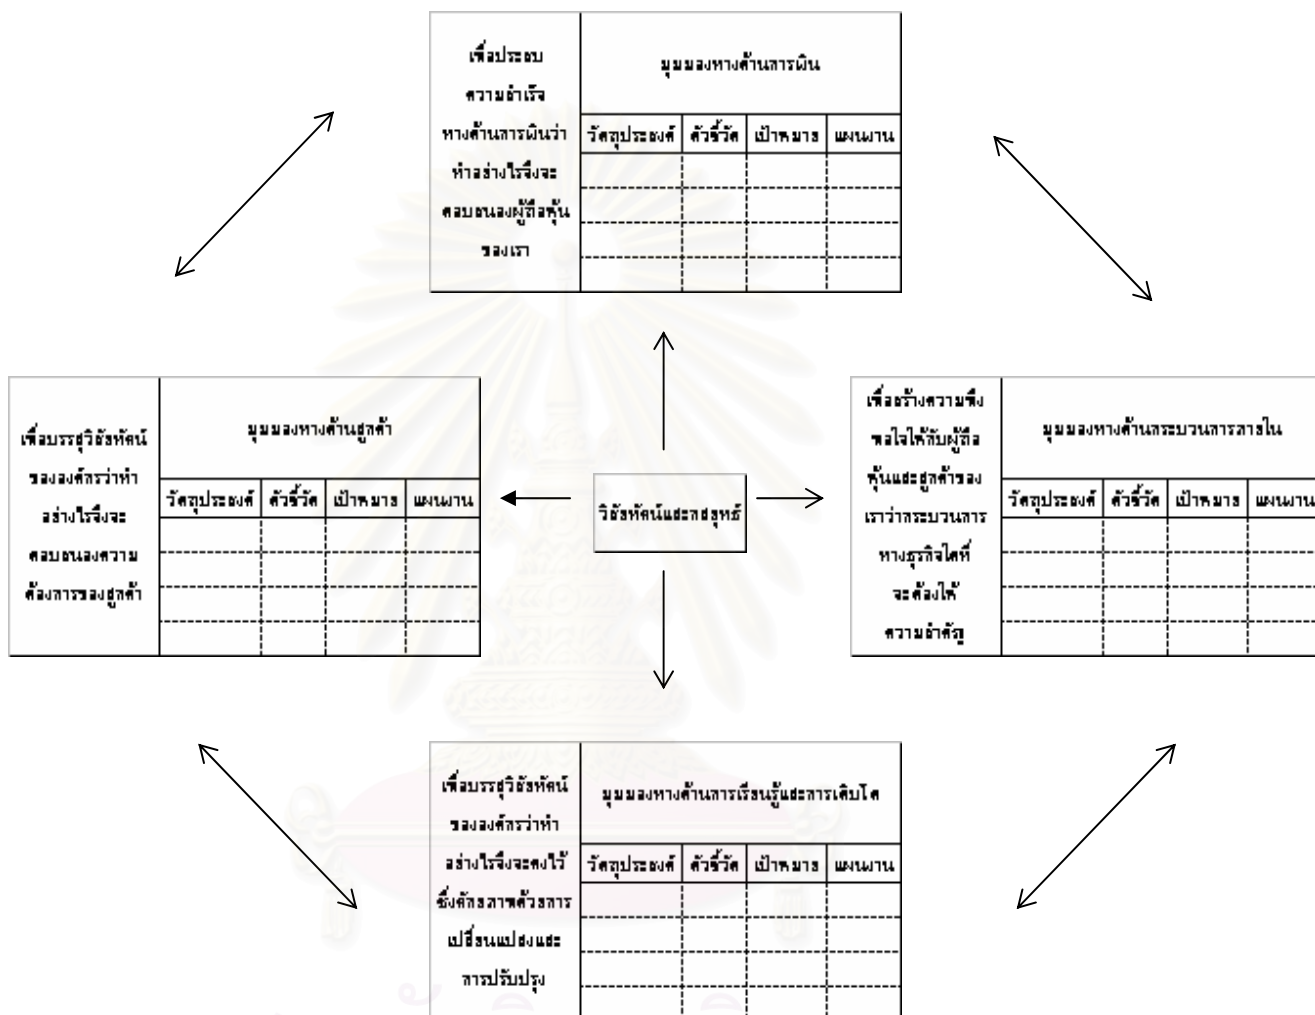 เพื่อประสบ
ความสำเร็จ
ทางด้านการเงินว่า
ทำอย่างไรจึงจะ
ตอบสนองผู้ถือหุ้น
ของเรา
มุมมองทางด้านการเงิน
วัตถุประสงค์ ตัวชี้วัด เป้าหมาย แผนงาน
เพื่อบรรลุวิสัยทัศน์
ขององค์กรว่าทำ
อย่างไรจึงจะ
ตอบสนองความ
ต้องการของลูกค้า
มุมมองทางด้านลูกค้า
วัตถุประสงค์ ตัวชี้วัด เป้าหมาย แผนงาน
วิสัยทัศน์และกลยุทธ์
เพื่อสร้างความพึง
พอใจให้กับผู้ถือ
หุ้นและลูกค้าของ
เราว่ากระบวนการ
ทางธุรกิจใดที่
จะต้องให้
ความสำคัญ
มุมมองทางด้านกระบวนการภายใน
วัตถุประสงค์ ตัวชี้วัด เป้าหมาย แผนงาน
เพื่อบรรลุวิสัยทัศน์
ขององค์กรว่าทำ
อย่างไรจึงจะคงไว้
ซึ่งศักยภาพด้วยการ
เปลี่ยนแปลงและ
การปรับปรุง
มุมมองทางด้านการเรียนรู้และการเติบโต
วัตถุประสงค์ ตัวชี้วัด เป้าหมาย แผนงาน